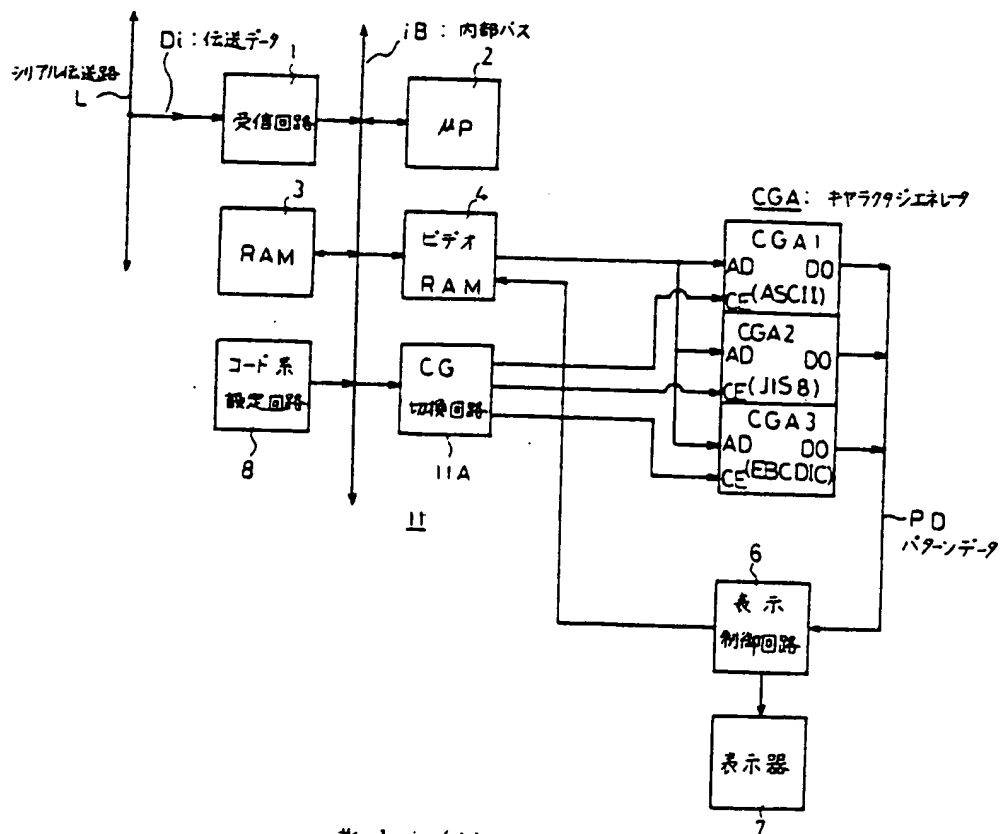 Di：伝送データ
iB：内部バス
シリアル伝送路
L
1
受信回路
2
μP
3
RAM
4
ビデオ
RAM
CGA：キャラクタジエネレータ
CGA1
AD DO
CE(ASCII)
CGA2
AD DO
CE(JIS8)
CGA3
AD DO
CE(EBCDIC)
コード系
設定回路
8
CG
切換回路
11A
11
PD
パターンデータ
6
表示
制御回路
表示器
7